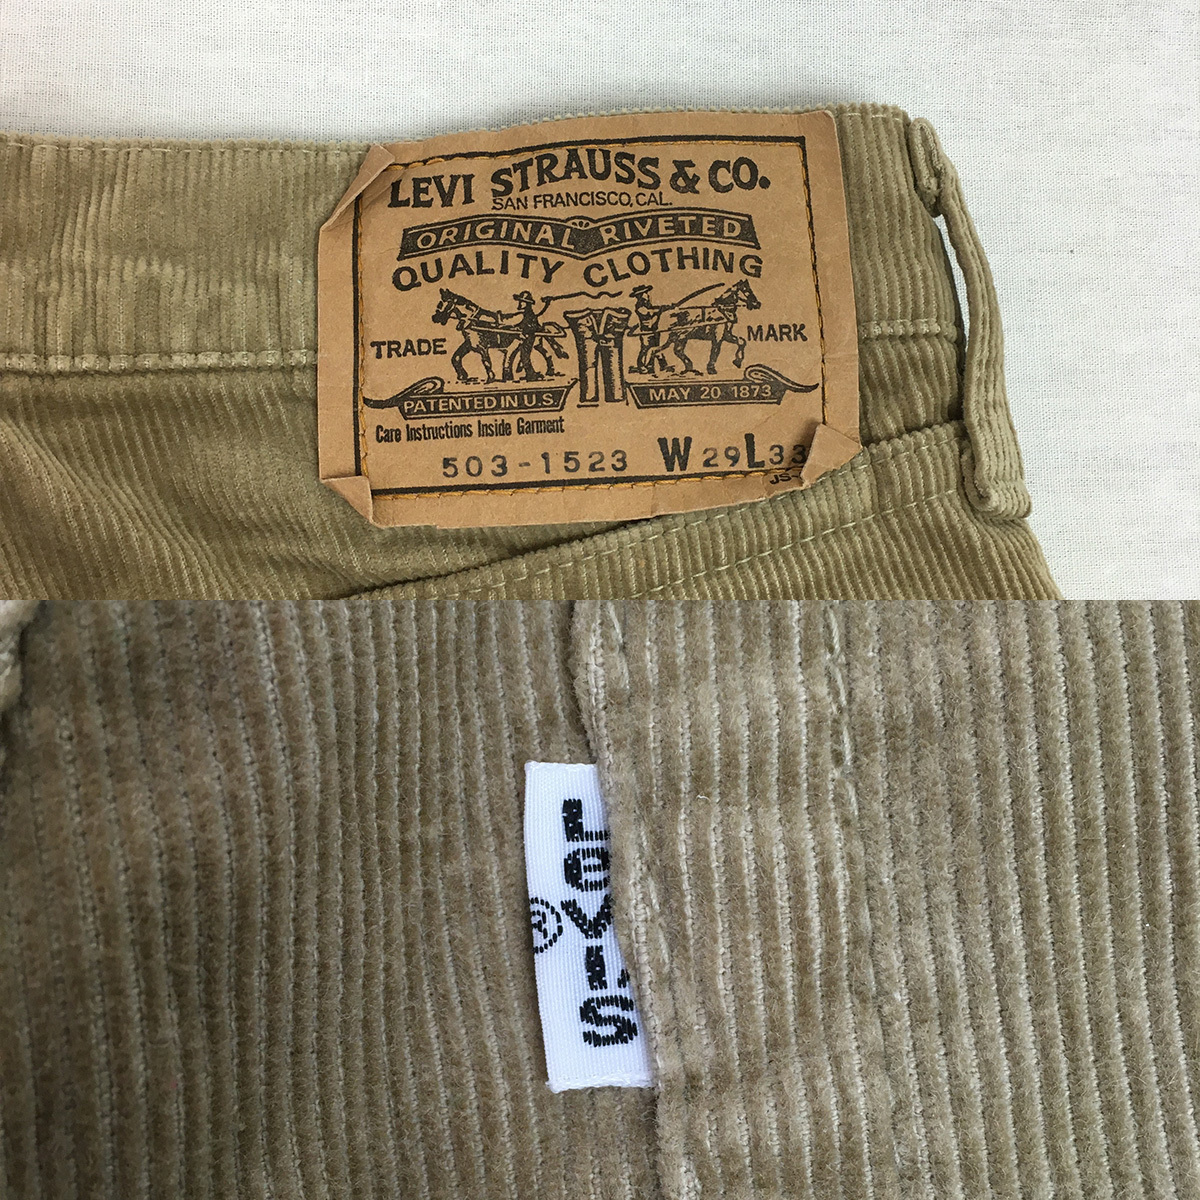 LEVI STRAUSS & CO.
SAN FRANCISCO, CAL.
ORIGINAL RIVETED
QUALITY CLOTHING
TRADE MARK
PATENTED IN U.S. MAY 20 1873
Care Instructions Inside Garment
503-1523 W29L33
LeVI'S
®